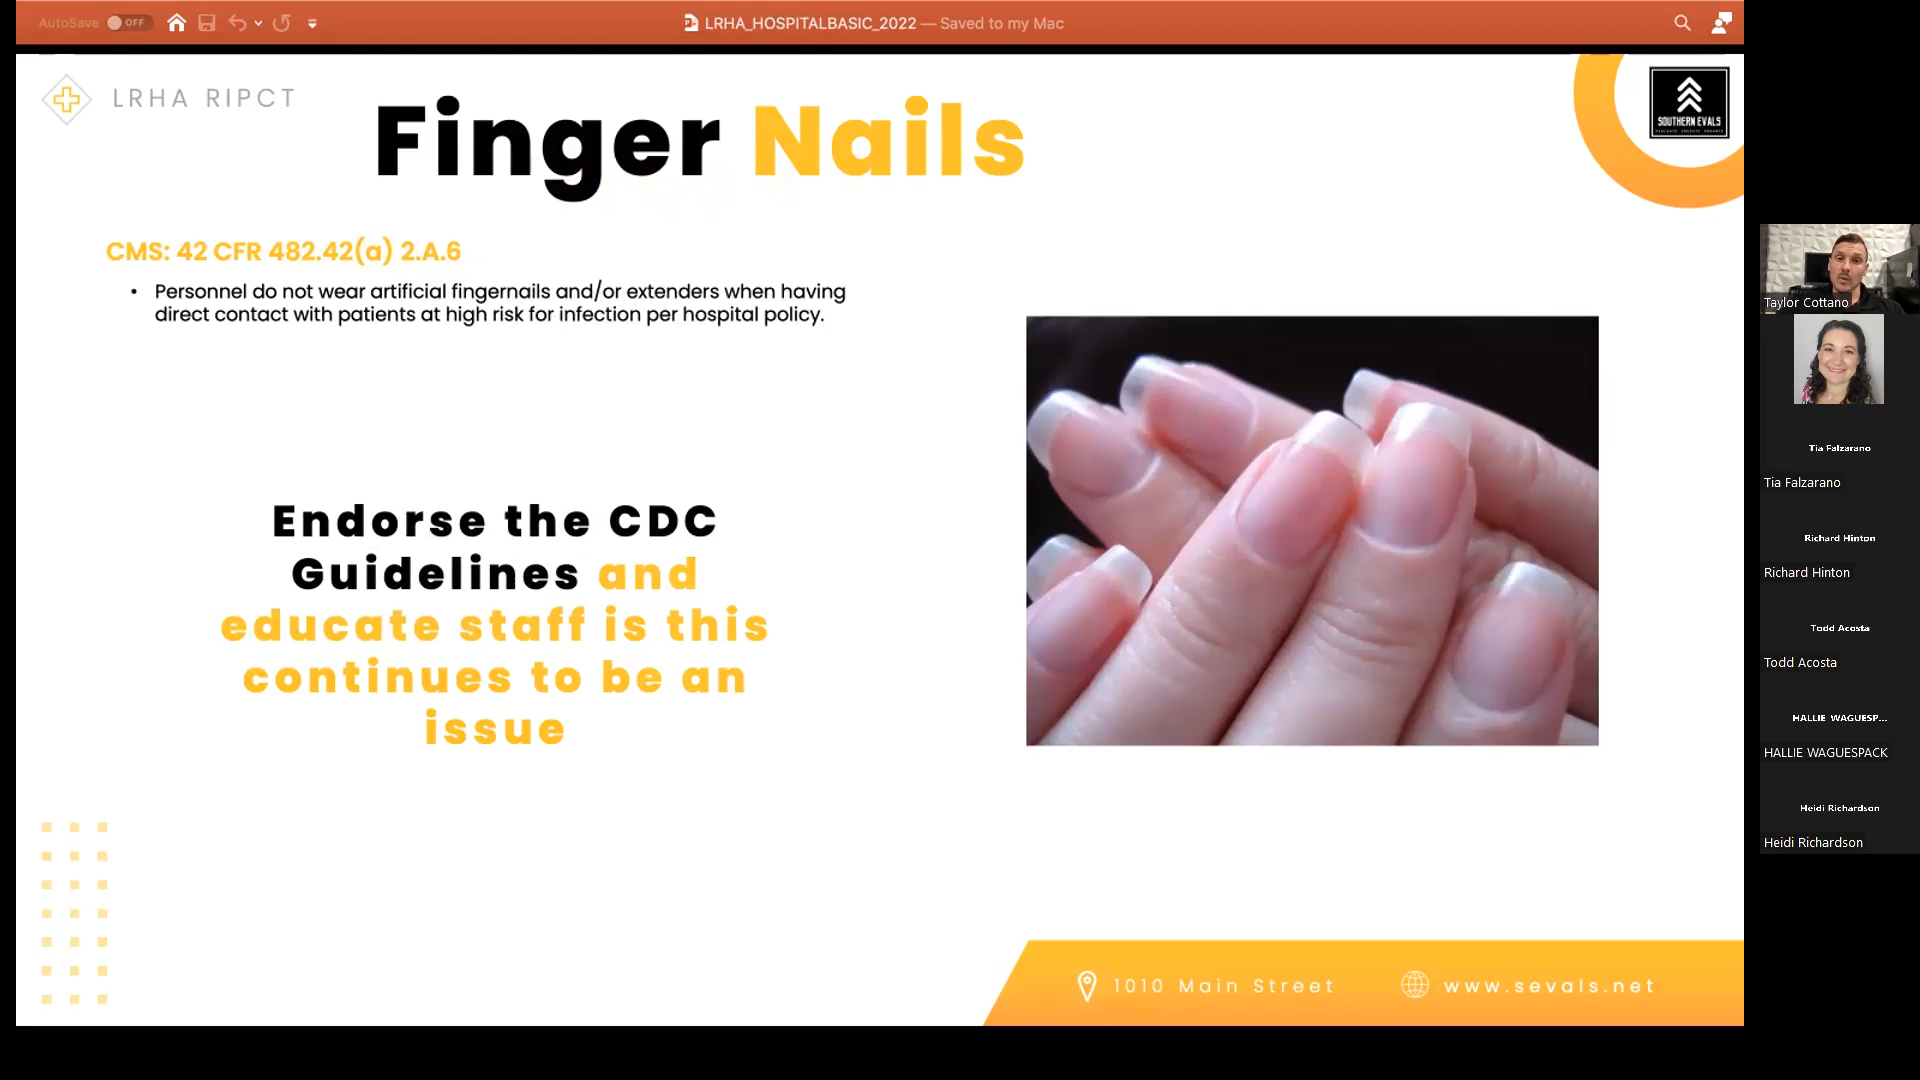 AutoSave OFF
LRHA_HOSPITALBASIC_2022 — Saved to my Mac
LRHA RIPCT
Finger Nails
SOUTHERN EVALS
CMS: 42 CFR 482.42(a) 2.A.6
• Personnel do not wear artificial fingernails and/or extenders when having
direct contact with patients at high risk for infection per hospital policy.
Endorse the CDC
Guidelines and
educate staff is this
continues to be an
issue
1010 Main Street
www.sevals.net
Taylor Cottano
Tia Falzarano
Tia Falzarano
Richard Hinton
Richard Hinton
Todd Acosta
Todd Acosta
HALLIE WAGUESP...
HALLIE WAGUESPACK
Heidi Richardson
Heidi Richardson